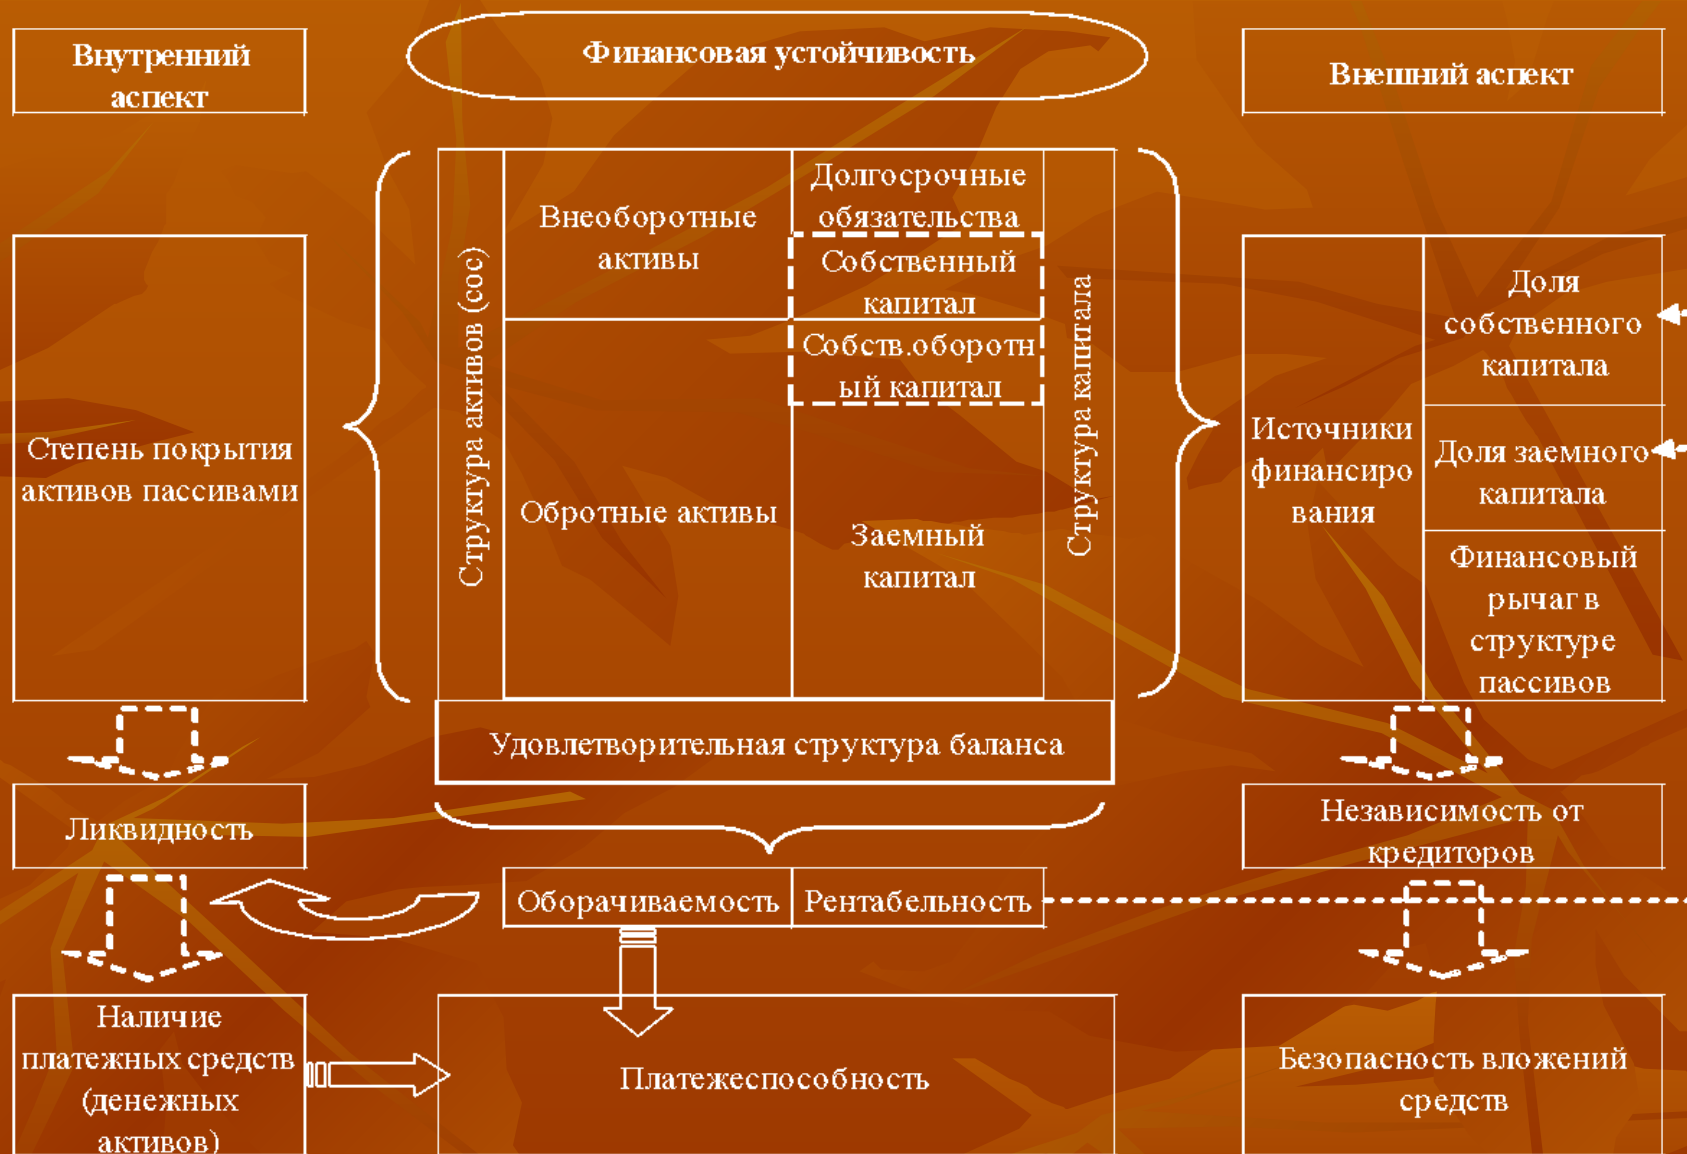 Внутренний
аспект
Финансовая устойчивость
Внешний аспект
Степень покрытия
активов пассивами
Структура активов (сос)
Внеоборотные
активы
Долгосрочные
обязательства
Собственный
капитал
Собств.оборотн
ый капитал
Обротные активы
Заемный
капитал
Структура капитала
Источники
финансиро
вания
Доля
собственного
капитала
Доля заемного
капитала
Финансовый
рычаг в
структуре
пассивов
Удовлетворительная структура баланса
Ликвидность
Независимость от
кредиторов
Оборачиваемость
Рентабельность
Наличие
платежных средств
(денежных
активов)
Платежеспособность
Безопасность вложений
средств